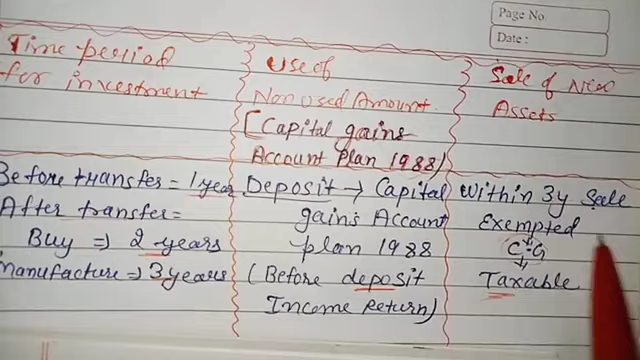 Page No
Date:
Time period
for investment
Before transfer = 1 year
After transfer =
Buy => 2 years
manufacture -> 3 years
Use of
Non used Amount
[Capital gains
Account Plan 1988)
Deposit → Capital
gains Account
plan 1988
(Before deposit
Income Return)
Sale of New
Assets
Within 3y Sale
Exempted
C G
Taxable